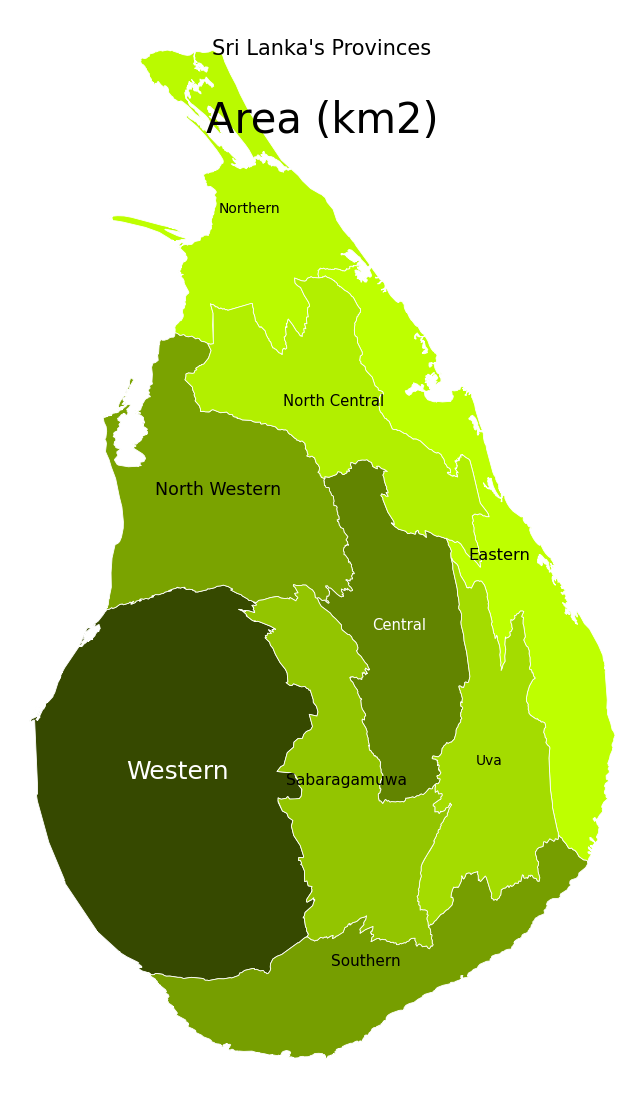 Sri Lanka's Provinces
Area (km2)
Northern
North Central
North Western
Eastern
Central
Uva
Western
Sabaragamuwa
Southern